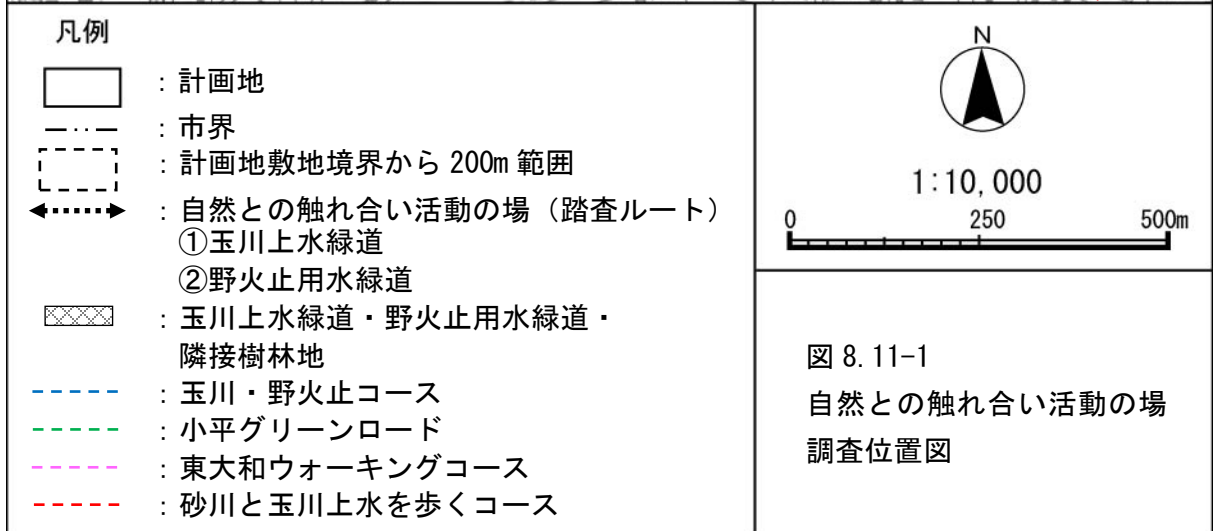 凡例
：計画地
：市界
：計画地敷地境界から 200m 範囲
：自然との触れ合い活動の場（踏査ルート）
①玉川上水緑道
②野火止用水緑道
：玉川上水緑道・野火止用水緑道・
隣接樹林地
：玉川・野火止コース
：小平グリーンロード
：東大和ウォーキングコース
：砂川と玉川上水を歩くコース
N
1:10,000
0 250 500m
図 8.11-1
自然との触れ合い活動の場
調査位置図